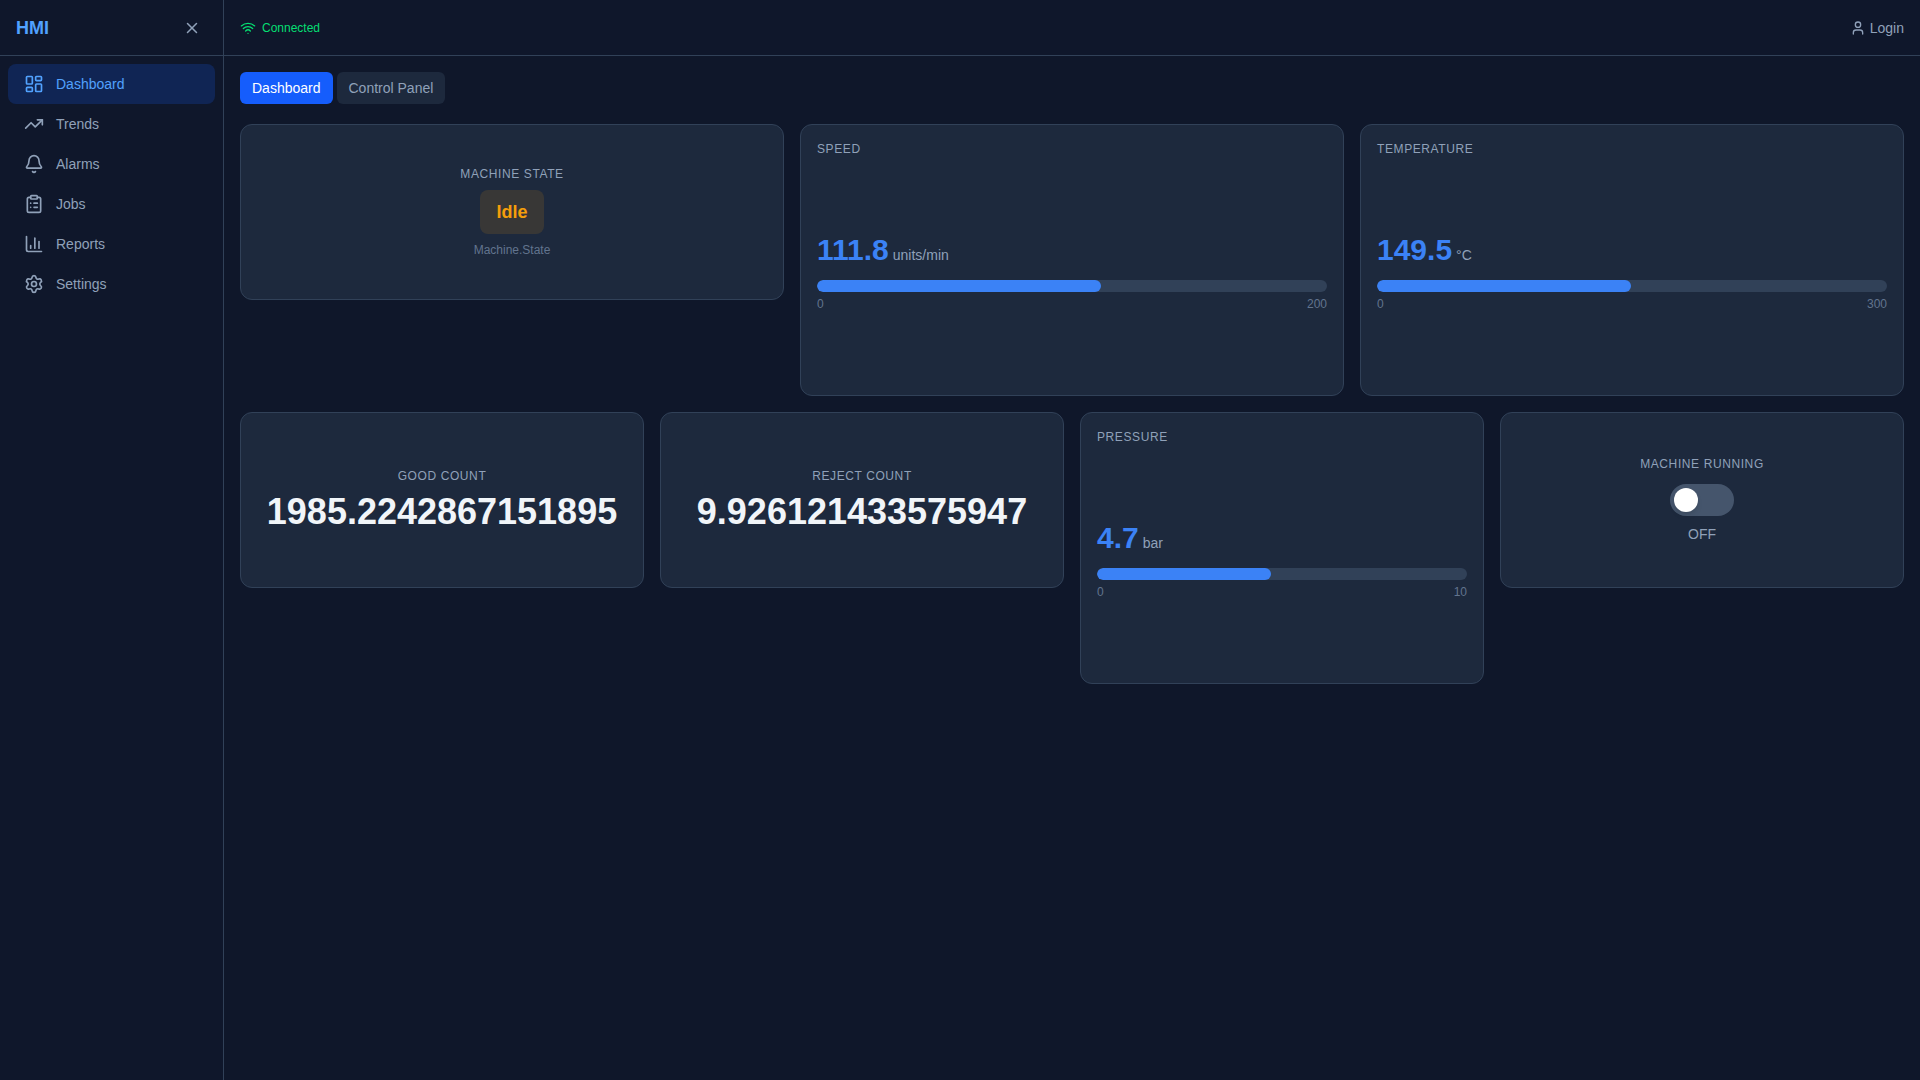 HMI
Connected
Login
Dashboard
Trends
Alarms
Jobs
Reports
Settings
Dashboard
Control Panel
MACHINE STATE
Idle
Machine.State
SPEED
111.8 units/min
0
200
TEMPERATURE
149.5 °C
0
300
GOOD COUNT
1985.2242867151895
REJECT COUNT
9.926121433575947
PRESSURE
4.7 bar
0
10
MACHINE RUNNING
OFF